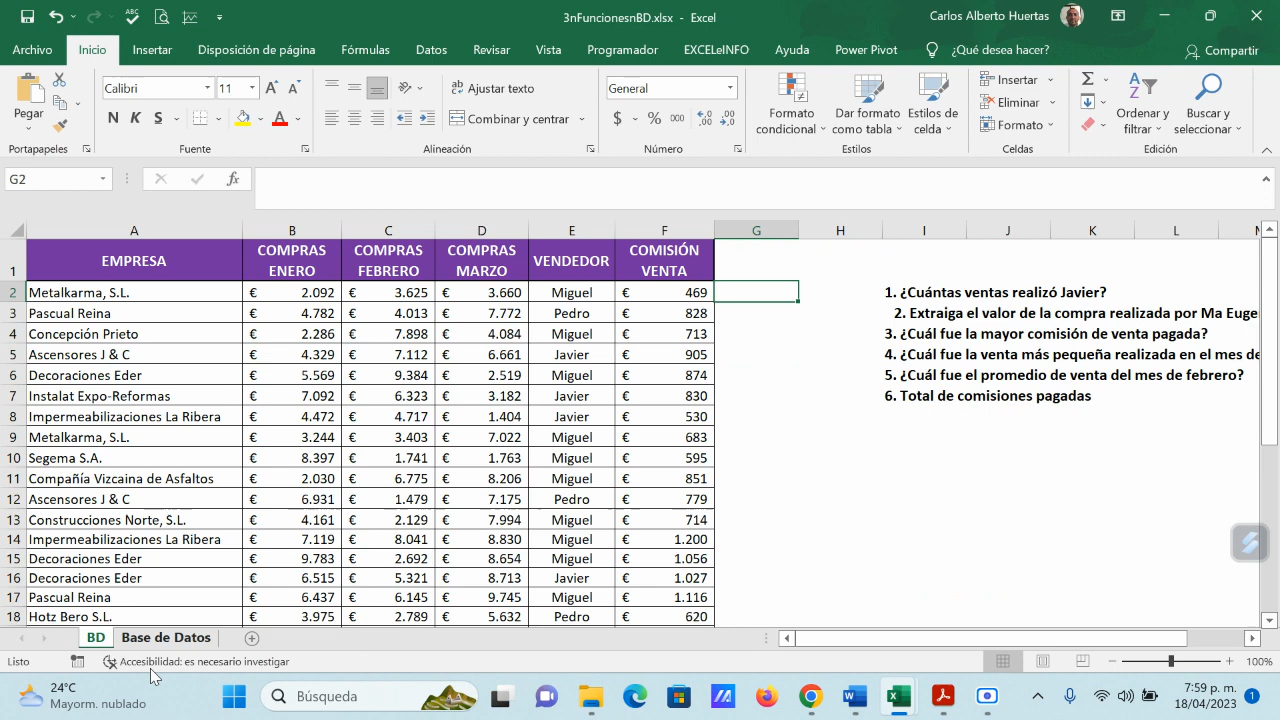 3nFuncionesnBD.xlsx - Excel
Carlos Alberto Huertas
Archivo Inicio Insertar Disposición de página Fórmulas Datos Revisar Vista Programador EXCELeINFO Ayuda Power Pivot ¿Qué desea hacer? Compartir
Pegar
Portapapeles
Calibri 11
N K S
Fuente
Ajustar texto
Combinar y centrar
Alineación
General
$ % 000
Número
Formato condicional
Dar formato como tabla
Estilos de celda
Estilos
Insertar
Eliminar
Formato
Celdas
Ordenar y filtrar
Buscar y seleccionar
Edición
G2 fx
A B C D E F G H I J K L
1 EMPRESA COMPRAS ENERO COMPRAS FEBRERO COMPRAS MARZO VENDEDOR COMISIÓN VENTA
2 Metalkarma, S.L. € 2.092 € 3.625 € 3.660 Miguel € 469 1. ¿Cuántas ventas realizó Javier?
3 Pascual Reina € 4.782 € 4.013 € 7.772 Pedro € 828 2. Extraiga el valor de la compra realizada por Ma Euge
4 Concepción Prieto € 2.286 € 7.898 € 4.084 Miguel € 713 3. ¿Cuál fue la mayor comisión de venta pagada?
5 Ascensores J & C € 4.329 € 7.112 € 6.661 Javier € 905 4. ¿Cuál fue la venta más pequeña realizada en el mes de
6 Decoraciones Eder € 5.569 € 9.384 € 2.519 Miguel € 874 5. ¿Cuál fue el promedio de venta del mes de febrero?
7 Instalat Expo-Reformas € 7.092 € 6.323 € 3.182 Javier € 830 6. Total de comisiones pagadas
8 Impermeabilizaciones La Ribera € 4.472 € 4.717 € 1.404 Javier € 530
9 Metalkarma, S.L. € 3.244 € 3.403 € 7.022 Miguel € 683
10 Segema S.A. € 8.397 € 1.741 € 1.763 Miguel € 595
11 Compañía Vizcaina de Asfaltos € 2.030 € 6.775 € 8.206 Miguel € 851
12 Ascensores J & C € 6.931 € 1.479 € 7.175 Pedro € 779
13 Construcciones Norte, S.L. € 4.161 € 2.129 € 7.994 Miguel € 714
14 Impermeabilizaciones La Ribera € 7.119 € 8.041 € 8.830 Miguel € 1.200
15 Decoraciones Eder € 9.783 € 2.692 € 8.654 Miguel € 1.056
16 Decoraciones Eder € 6.515 € 5.321 € 8.713 Javier € 1.027
17 Pascual Reina € 6.437 € 6.145 € 9.745 Miguel € 1.116
18 Hotz Bero S.L. € 3.975 € 2.789 € 5.632 Pedro € 620
BD Base de Datos
Listo Accesibilidad: es necesario investigar 100%
24°C
Mayorm. nublado
Búsqueda
7:59 p. m.
18/04/2023
1